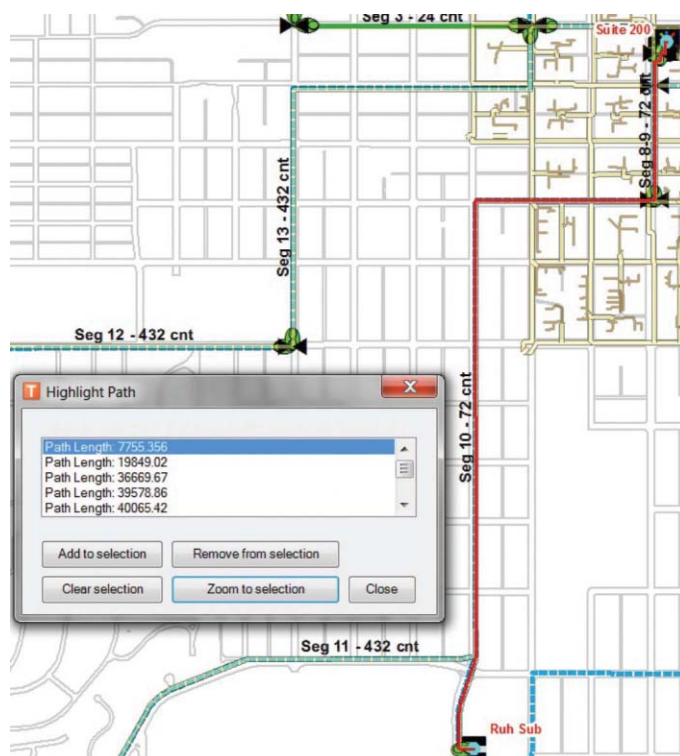 Seg 3 - 24 cnt
Suite 200
Seg 8-9 - 72 cnt
Seg 13 - 432 cnt
Seg 12 - 432 cnt
Seg 10 - 72 cnt
T Highlight Path
X
Path Length: 7755.356
Path Length: 19849.02
Path Length: 36669.67
Path Length: 39578.86
Path Length: 40065.42
Add to selection
Remove from selection
Clear selection
Zoom to selection
Close
Seg 11 - 432 cnt
Ruh Sub